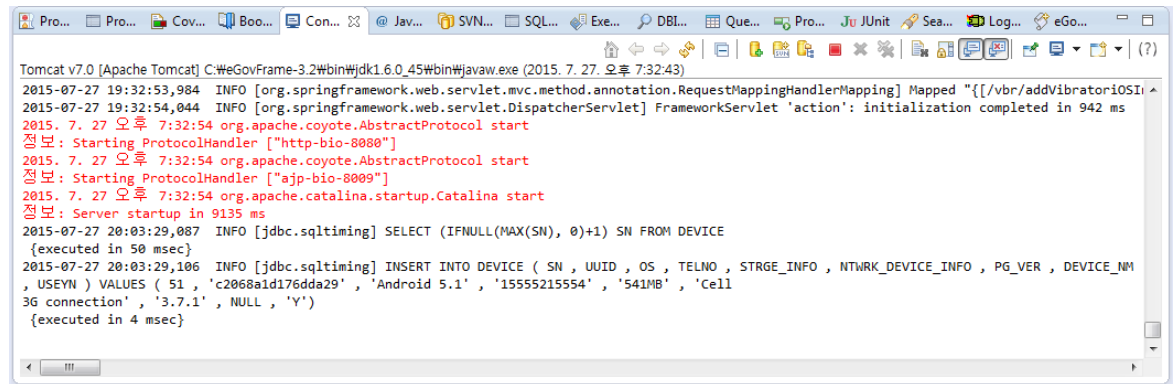 Pro... Pro... Cov... Boo... Con... @ Jav... SVN... SQL... Exe... DBI... Que... Pro... Ju JUnit Sea... Log... eGo...
(?)
Tomcat v7.0 [Apache Tomcat] C:₩eGovFrame-3.2₩bin₩jdk1.6.0_45₩bin₩javaw.exe (2015. 7. 27. 오후 7:32:43)
2015-07-27 19:32:53,984 INFO [org.springframework.web.servlet.mvc.method.annotation.RequestMappingHandlerMapping] Mapped "{[/vbr/addVibratoriOSI
2015-07-27 19:32:54,044 INFO [org.springframework.web.servlet.DispatcherServlet] FrameworkServlet 'action': initialization completed in 942 ms
2015. 7. 27 오후 7:32:54 org.apache.coyote.AbstractProtocol start
정보: Starting ProtocolHandler ["http-bio-8080"]
2015. 7. 27 오후 7:32:54 org.apache.coyote.AbstractProtocol start
정보: Starting ProtocolHandler ["ajp-bio-8009"]
2015. 7. 27 오후 7:32:54 org.apache.catalina.startup.Catalina start
정보: Server startup in 9135 ms
2015-07-27 20:03:29,087 INFO [jdbc.sqltiming] SELECT (IFNULL(MAX(SN), 0)+1) SN FROM DEVICE
{executed in 50 msec}
2015-07-27 20:03:29,106 INFO [jdbc.sqltiming] INSERT INTO DEVICE ( SN , UUID , OS , TELNO , STRGE_INFO , NTWRK_DEVICE_INFO , PG_VER , DEVICE_NM
, USEYN ) VALUES ( 51 , 'c2068a1d176dda29' , 'Android 5.1' , '15555215554' , '541MB' , 'Cell
3G connection' , '3.7.1' , NULL , 'Y')
{executed in 4 msec}